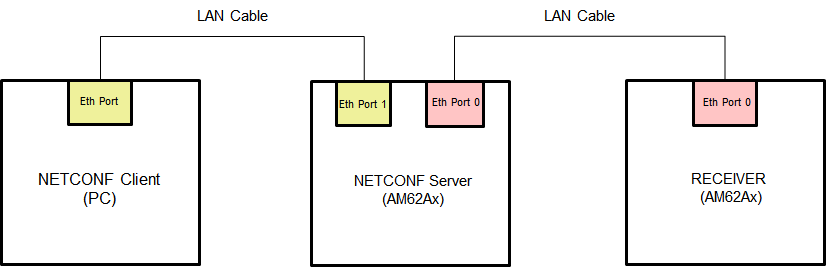 LAN Cable
LAN Cable
Eth Port
Eth Port 1
Eth Port 0
Eth Port 0
NETCONF Client
(PC)
NETCONF Server
(AM62Ax)
RECEIVER
(AM62Ax)